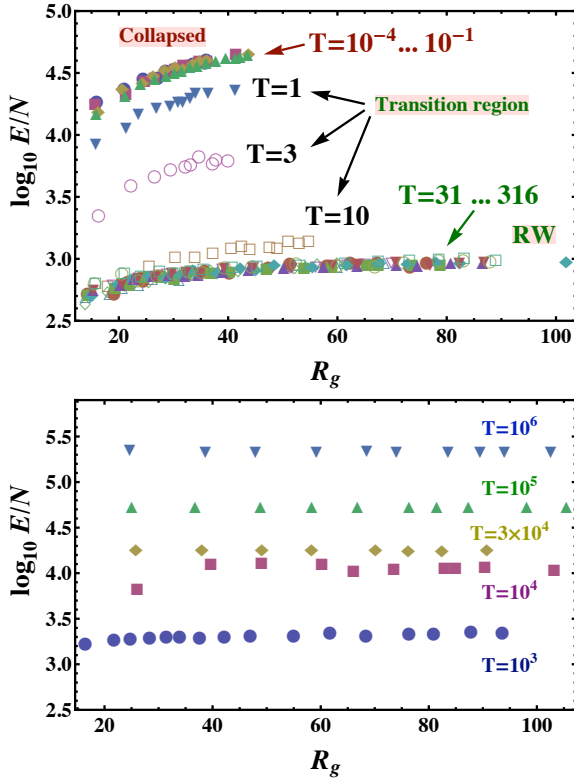 5.0
4.5
4.0
3.5
3.0
2.5
log₁₀ E/N
Collapsed
T=10⁻⁴... 10⁻¹
T=1
Transition region
T=3
T=10
T=31 ... 316
RW
20
40
60
80
100
R_g
5.5
5.0
4.5
4.0
3.5
3.0
2.5
log₁₀ E/N
T=10⁶
T=10⁵
T=3×10⁴
T=10⁴
T=10³
20
40
60
80
100
R_g